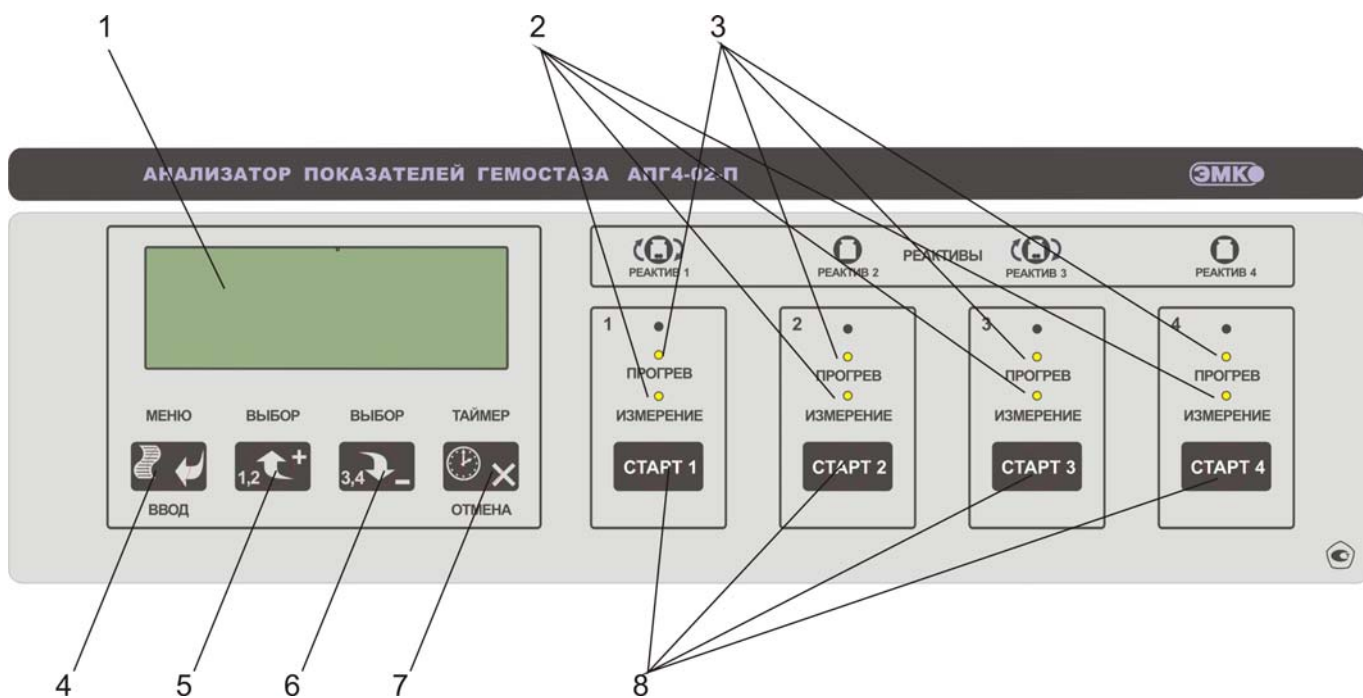 1 2 3
АНАЛИЗАТОР ПОКАЗАТЕЛЕЙ ГЕМОСТАЗА АПГ4-02-П ЭМКО
РЕАКТИВЫ
РЕАКТИВ 1 РЕАКТИВ 2 РЕАКТИВ 3 РЕАКТИВ 4
1 2 3 4
ПРОГРЕВ ПРОГРЕВ ПРОГРЕВ ПРОГРЕВ
МЕНЮ ВЫБОР ВЫБОР ТАЙМЕР ИЗМЕРЕНИЕ ИЗМЕРЕНИЕ ИЗМЕРЕНИЕ ИЗМЕРЕНИЕ
1,2 + 3,4 – СТАРТ 1 СТАРТ 2 СТАРТ 3 СТАРТ 4
ВВОД ОТМЕНА
4 5 6 7 8